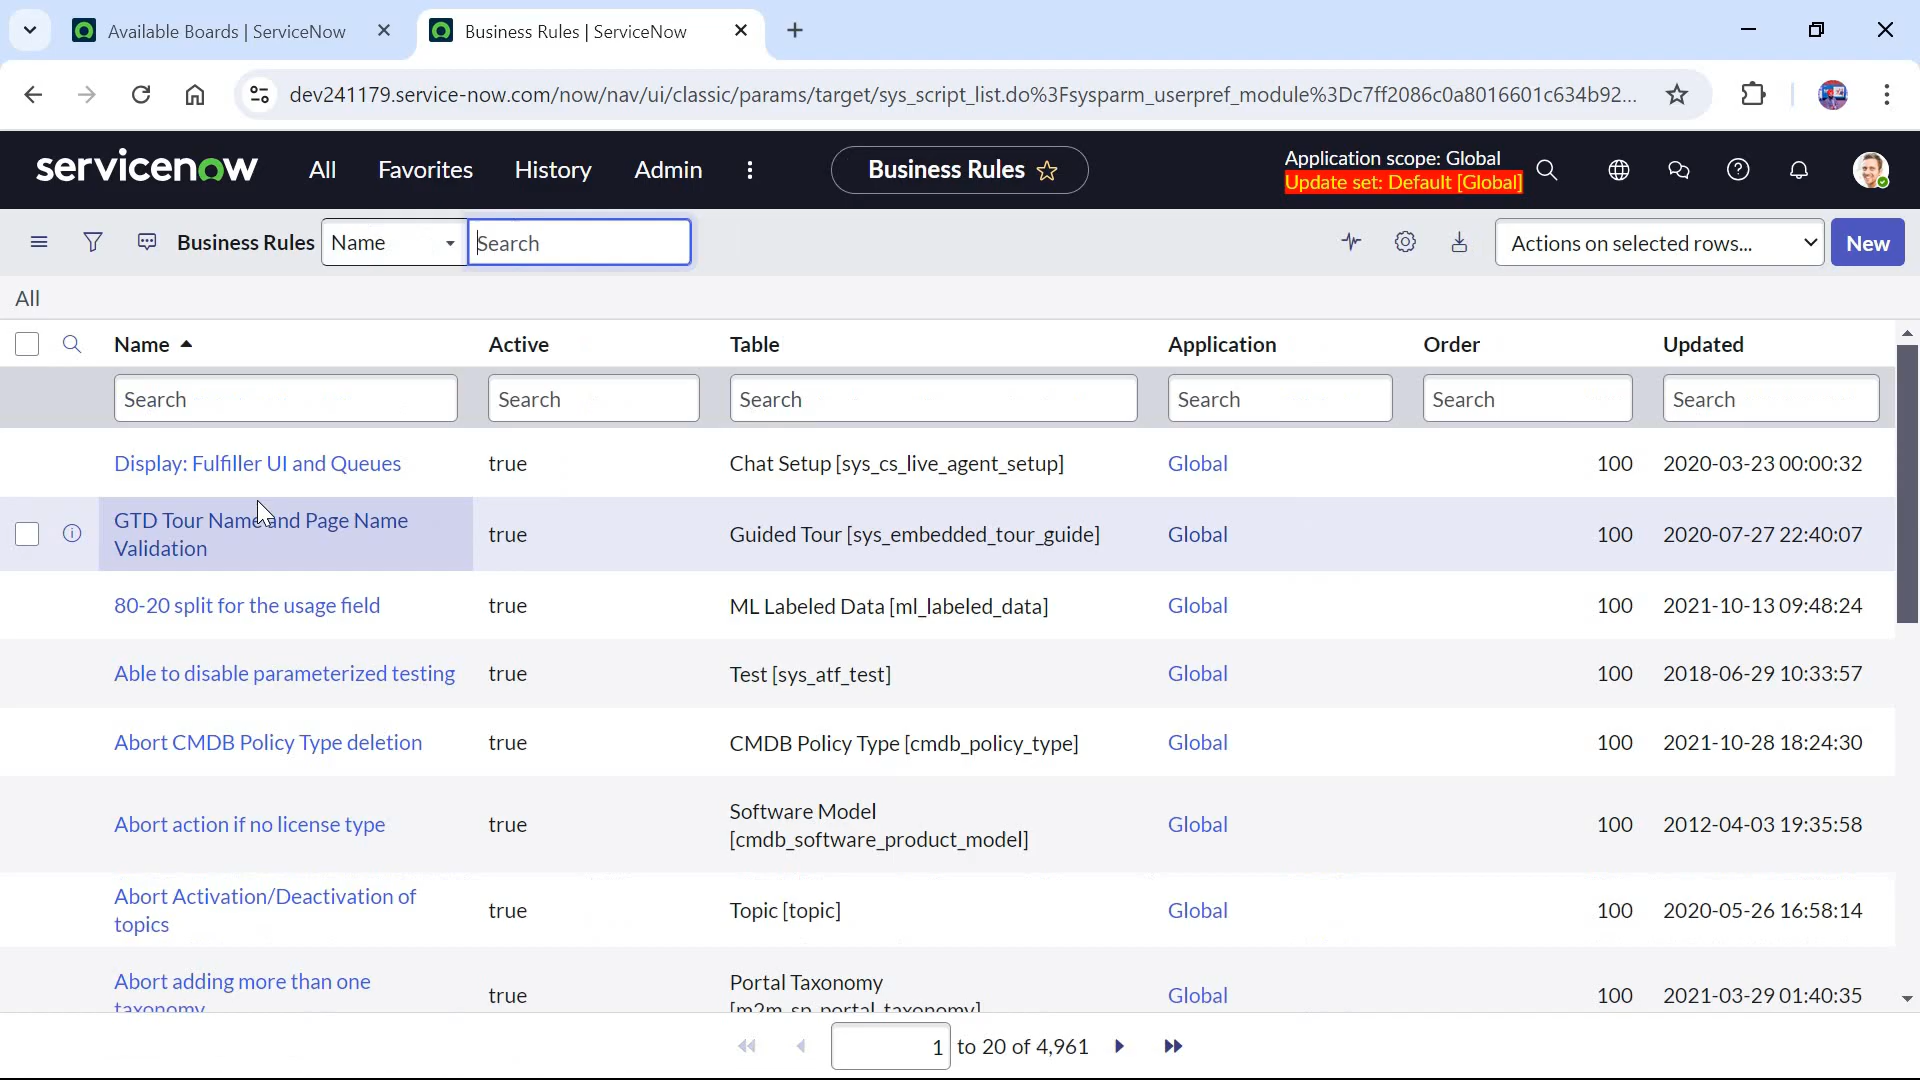 Available Boards | ServiceNow
Business Rules | ServiceNow
dev241179.service-now.com/now/nav/ui/classic/params/target/sys_script_list.do%3Fsysparm_userpref_module%3Dc7ff2086c0a8016601c634b92...
servicenow All Favorites History Admin Business Rules
Application scope: Global
Update set: Default [Global]
Business Rules Name Search Actions on selected rows... New
All
Name Active Table Application Order Updated
Search Search Search Search Search Search
Display: Fulfiller UI and Queues true Chat Setup [sys_cs_live_agent_setup] Global 100 2020-03-23 00:00:32
GTD Tour Name and Page Name
Validation true Guided Tour [sys_embedded_tour_guide] Global 100 2020-07-27 22:40:07
80-20 split for the usage field true ML Labeled Data [ml_labeled_data] Global 100 2021-10-13 09:48:24
Able to disable parameterized testing true Test [sys_atf_test] Global 100 2018-06-29 10:33:57
Abort CMDB Policy Type deletion true CMDB Policy Type [cmdb_policy_type] Global 100 2021-10-28 18:24:30
Abort action if no license type true Software Model
[cmdb_software_product_model] Global 100 2012-04-03 19:35:58
Abort Activation/Deactivation of
topics true Topic [topic] Global 100 2020-05-26 16:58:14
Abort adding more than one
taxonomy true Portal Taxonomy
[m2m_sp_portal_taxonomy] Global 100 2021-03-29 01:40:35
1 to 20 of 4,961